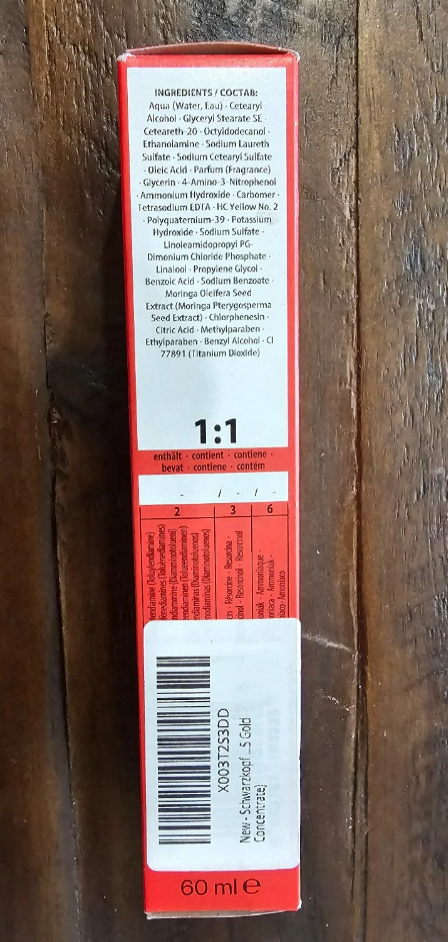 INGREDIENTS / СОСТАВ:
Aqua (Water, Eau) · Cetearyl
Alcohol · Glyceryl Stearate SE ·
Ceteareth-20 · Octyldodecanol ·
Ethanolamine · Sodium Laureth
Sulfate · Sodium Cetearyl Sulfate
· Oleic Acid · Parfum (Fragrance)
· Glycerin · 4-Amino-3-Nitrophenol
· Ammonium Hydroxide · Carbomer ·
Tetrasodium EDTA · HC Yellow No. 2
· Polyquaternium-39 · Potassium
Hydroxide · Sodium Sulfate ·
Linoleamidopropyl PG-
Dimonium Chloride Phosphate ·
Linalool · Propylene Glycol ·
Benzoic Acid · Sodium Benzoate ·
Moringa Oleifera Seed
Extract (Moringa Pterygosperma
Seed Extract) · Chlorphenesin ·
Citric Acid · Methylparaben ·
Ethylparaben · Benzyl Alcohol · CI
77891 (Titanium Dioxide)
1:1
enthält · contient · contiene ·
bevat · contiene · contém
- / - / -
2 3 6
X003T2S3DD
New - Schwarzkopf ...5 Gold
Concentrate)
60 ml e